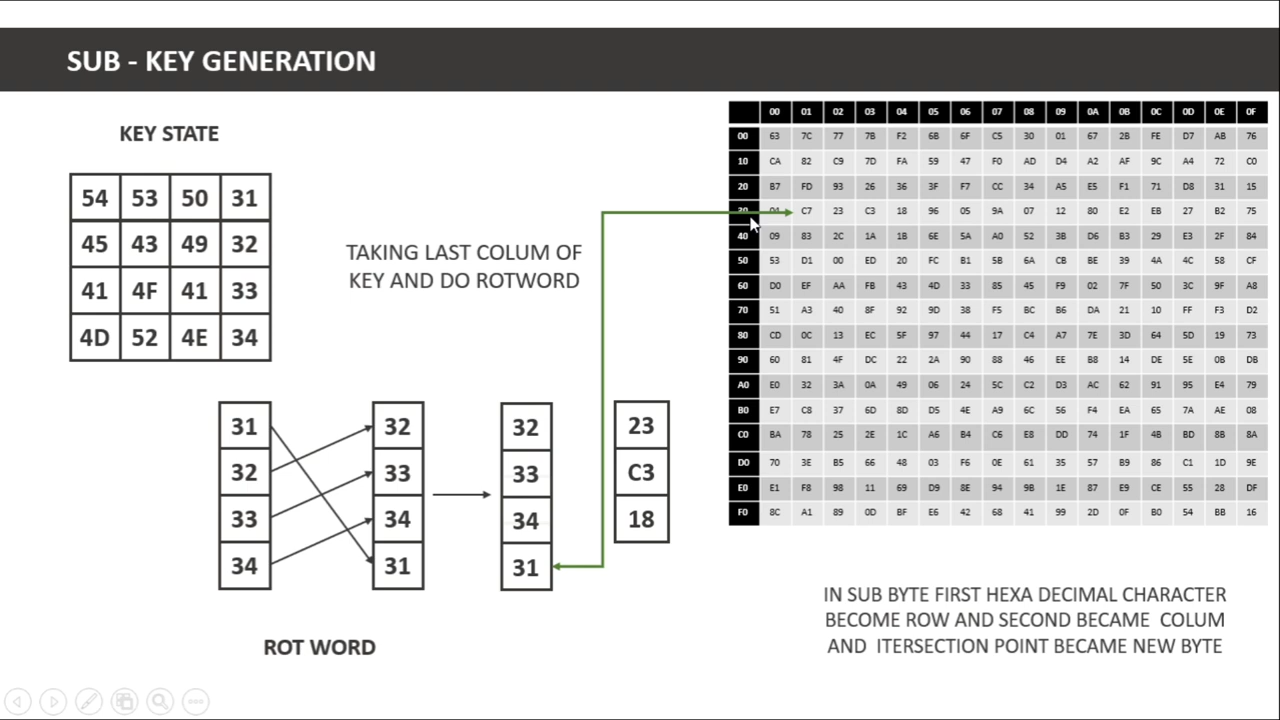 SUB - KEY GENERATION
KEY STATE
54 53 50 31
45 43 49 32
41 4F 41 33
4D 52 4E 34
TAKING LAST COLUM OF
KEY AND DO ROTWORD
31 32 32 23
32 33 33 C3
33 34 34 18
34 31 31
ROT WORD
00 01 02 03 04 05 06 07 08 09 0A 0B 0C 0D 0E 0F
00 63 7C 77 7B F2 6B 6F C5 30 01 67 2B FE D7 AB 76
10 CA 82 C9 7D FA 59 47 F0 AD D4 A2 AF 9C A4 72 C0
20 B7 FD 93 26 36 3F F7 CC 34 A5 E5 F1 71 D8 31 15
30 04 C7 23 C3 18 96 05 9A 07 12 80 E2 EB 27 B2 75
40 09 83 2C 1A 1B 6E 5A A0 52 3B D6 B3 29 E3 2F 84
50 53 D1 00 ED 20 FC B1 5B 6A CB BE 39 4A 4C 58 CF
60 D0 EF AA FB 43 4D 33 85 45 F9 02 7F 50 3C 9F A8
70 51 A3 40 8F 92 9D 38 F5 BC B6 DA 21 10 FF F3 D2
80 CD 0C 13 EC 5F 97 44 17 C4 A7 7E 3D 64 5D 19 73
90 60 81 4F DC 22 2A 90 88 46 EE B8 14 DE 5E 0B DB
A0 E0 32 3A 0A 49 06 24 5C C2 D3 AC 62 91 95 E4 79
B0 E7 C8 37 6D 8D D5 4E A9 6C 56 F4 EA 65 7A AE 08
C0 BA 78 25 2E 1C A6 B4 C6 E8 DD 74 1F 4B BD 8B 8A
D0 70 3E B5 66 48 03 F6 0E 61 35 57 B9 86 C1 1D 9E
E0 E1 F8 98 11 69 D9 8E 94 9B 1E 87 E9 CE 55 28 DF
F0 8C A1 89 0D BF E6 42 68 41 99 2D 0F B0 54 BB 16
IN SUB BYTE FIRST HEXA DECIMAL CHARACTER
BECOME ROW AND SECOND BECAME COLUM
AND ITERSECTION POINT BECAME NEW BYTE